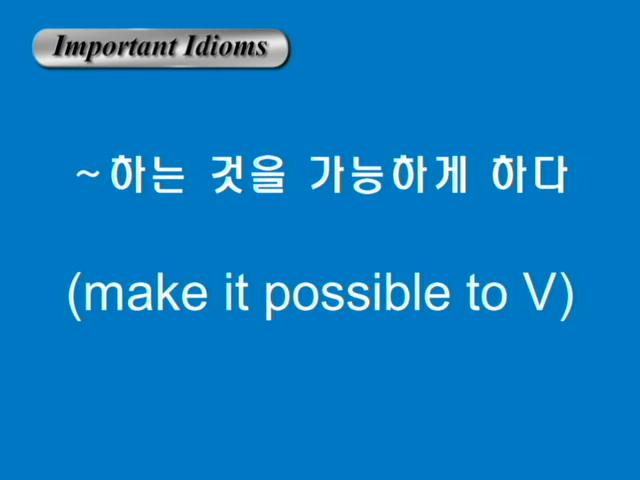 Important Idioms
~하는 것을 가능하게 하다
(make it possible to V)